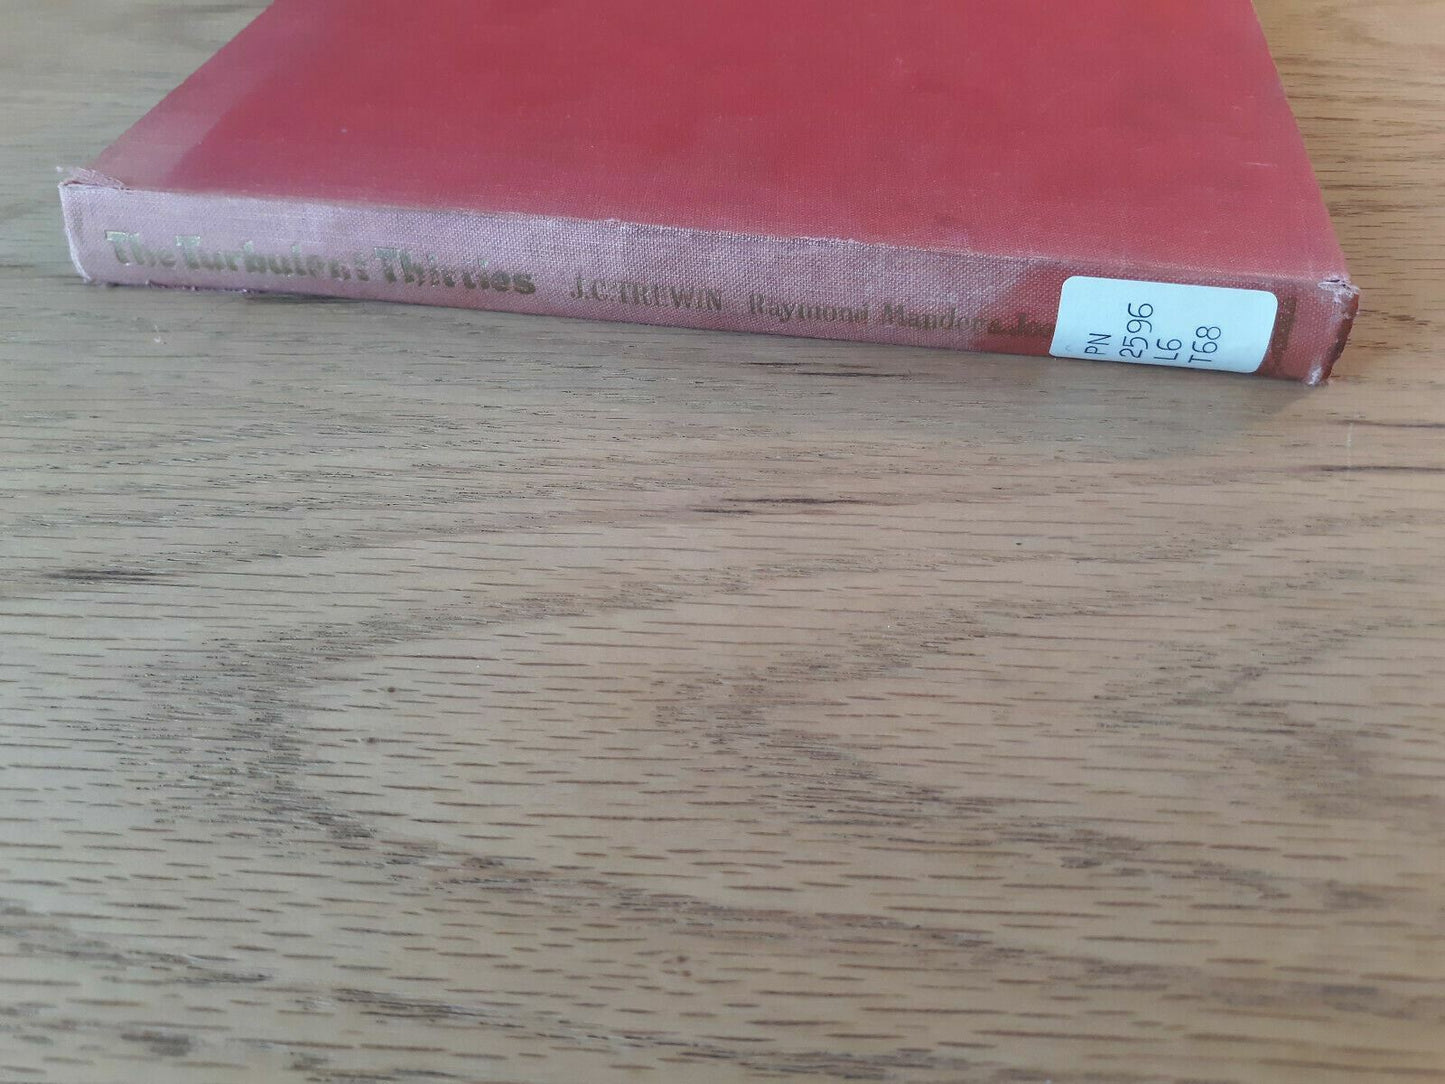 The Turbulent Thirties J.C.TREWIN Raymond Mander &
PN
2596
L6
T68